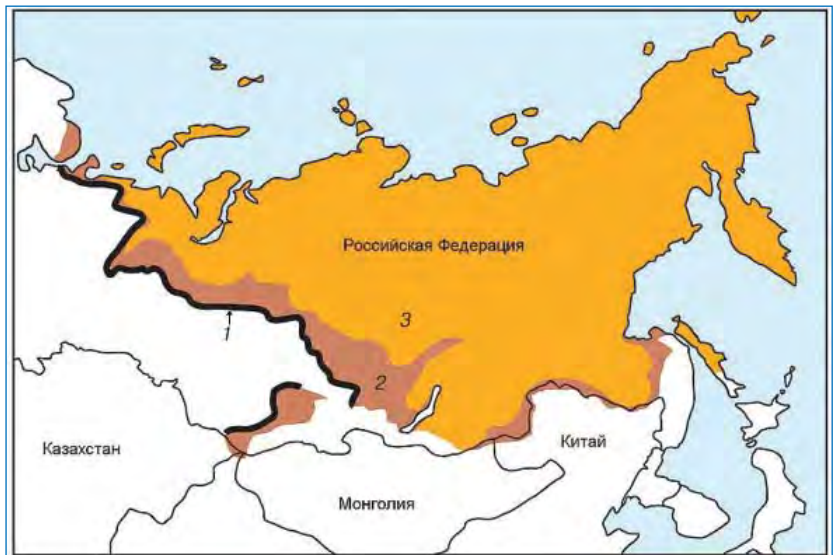 Российская Федерация
3
1
2
Казахстан
Китай
Монголия